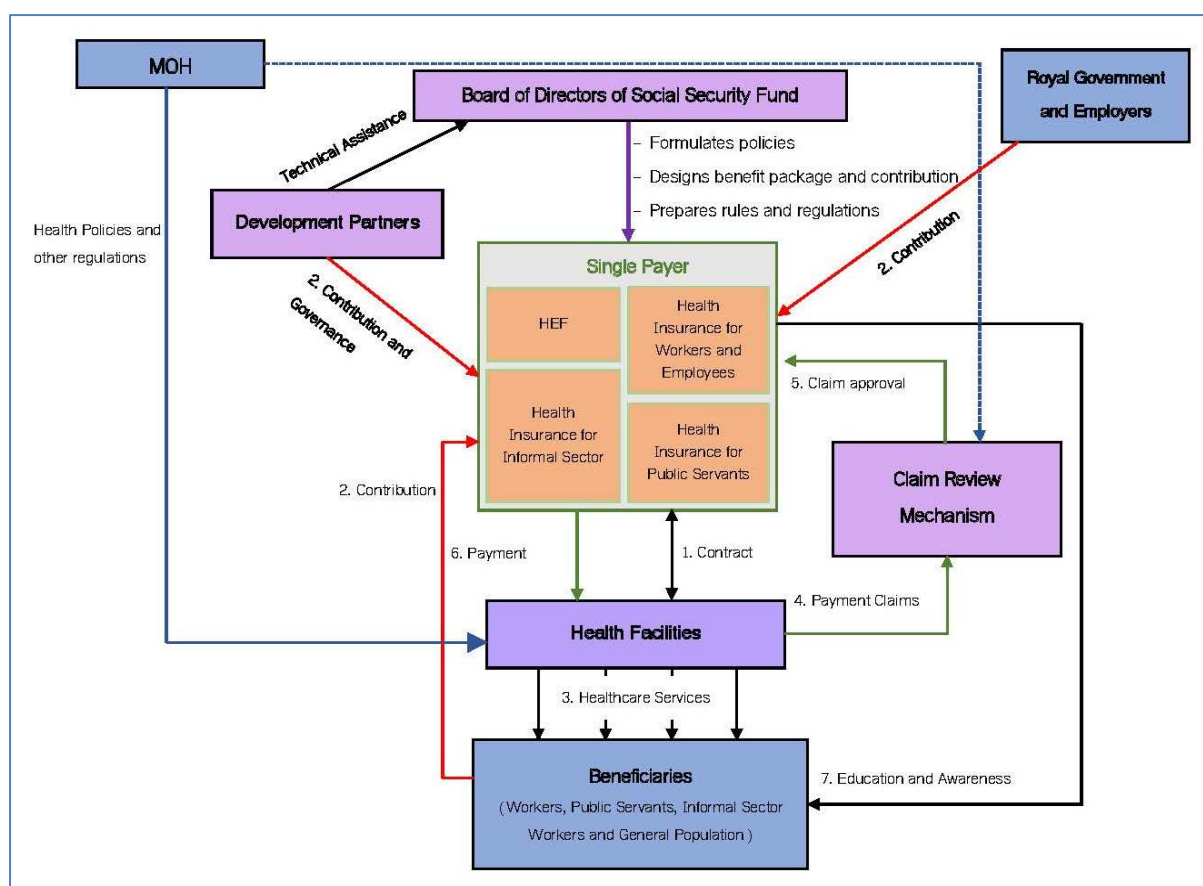 MOH
Board of Directors of Social Security Fund
Royal Government
and Employers
Technical Assistance
– Formulates policies
– Designs benefit package and contribution
– Prepares rules and regulations
Development Partners
Health Policies and
other regulations
2. Contribution and
Governance
2. Contribution
Single Payer
HEF
Health
Insurance for
Workers and
Employees
Health
Insurance for
Informal Sector
Health
Insurance for
Public Servants
5. Claim approval
2. Contribution
Claim Review
Mechanism
6. Payment
1. Contract
4. Payment Claims
Health Facilities
3. Healthcare Services
Beneficiaries
( Workers, Public Servants, Informal Sector
Workers and General Population )
7. Education and Awareness